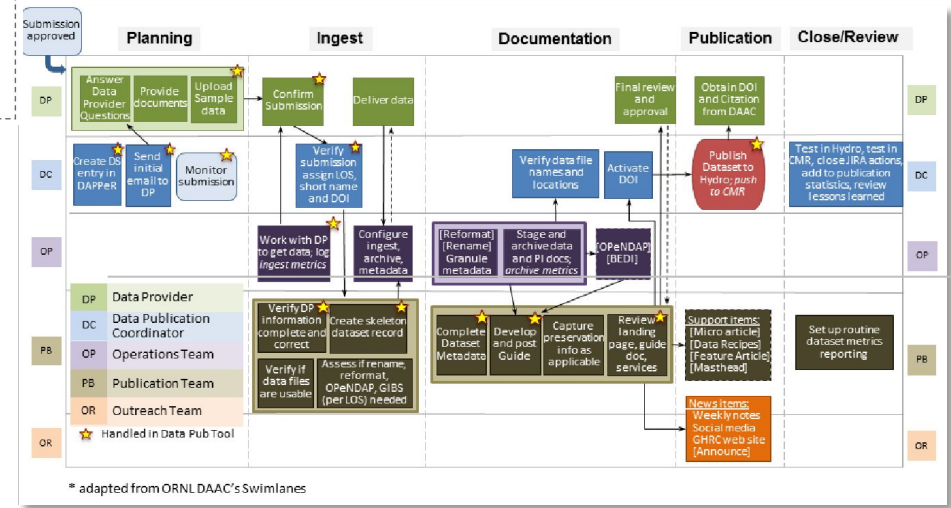 Submission
approved
Planning
Ingest
Documentation
Publication
Close/Review
DP
Answer
Data
Provider
Questions
Provide
documents
Upload
Sample
data
Confirm
Submission
Deliver data
Final review
and
approval
Obtain DOI
and Citation
from DAAC
DP
DC
Create DS
entry in
DAPPeR
Send
initial
email to
DP
Monitor
submission
Verify
submission
assign LOS,
short name
and DOI
Verify data file
names and
locations
Activate
DOI
Publish
Dataset to
Hydro; push
to CMR
Test in Hydro, test in
CMR, close JIRA actions,
add to publication
statistics, review
lessons learned
DC
OP
Work with DP
to get data; log
ingest metrics
Configure
ingest,
archive,
metadata
[Reformat]
[Rename]
Granule
metadata
Stage and
archive data
and PI docs;
archive metrics
[OPeNDAP]
[BEDI]
OP
DP Data Provider
DC Data Publication
Coordinator
OP Operations Team
PB Publication Team
OR Outreach Team
Handled in Data Pub Tool
PB
Verify DP
information
complete and
correct
Create skeleton
dataset record
Verify if
data files
are usable
Assess if rename,
reformat,
OPeNDAP, GIBS
(per LOS) needed
Complete
Dataset
Metadata
Develop
and post
Guide
Capture
preservation
info as
applicable
Review
landing
page, guide
doc,
services
Support items:
[Micro article]
[Data Recipes]
[Feature Article]
[Masthead]
Set up routine
dataset metrics
reporting
PB
OR
News items:
Weekly notes
Social media
GHRC web site
[Announce]
OR
* adapted from ORNL DAAC's Swimlanes